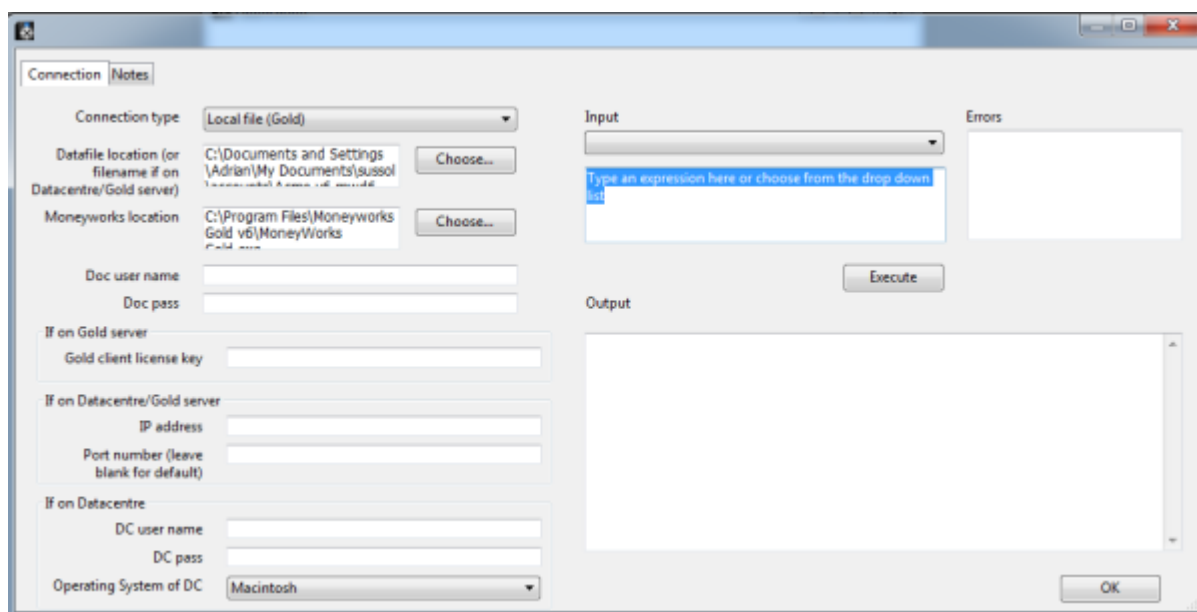 Connection Notes
Connection type
Local file (Gold)
Datafile location (or
filename if on
Datacentre/Gold server)
C:\Documents and Settings
\Adrian\My Documents\sussol
Choose...
Moneyworks location
C:\Program Files\Moneyworks
Gold v6\MoneyWorks
Choose...
Doc user name
Doc pass
If on Gold server
Gold client license key
If on Datacentre/Gold server
IP address
Port number (leave
blank for default)
If on Datacentre
DC user name
DC pass
Operating System of DC
Macintosh
Input
Type an expression here or choose from the drop down
list
Execute
Errors
Output
OK